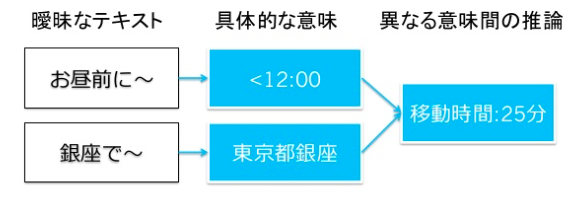 曖昧なテキスト 具体的な意味 異なる意味間の推論
お昼前に～ <12:00
移動時間:25分
銀座で～ 東京都銀座